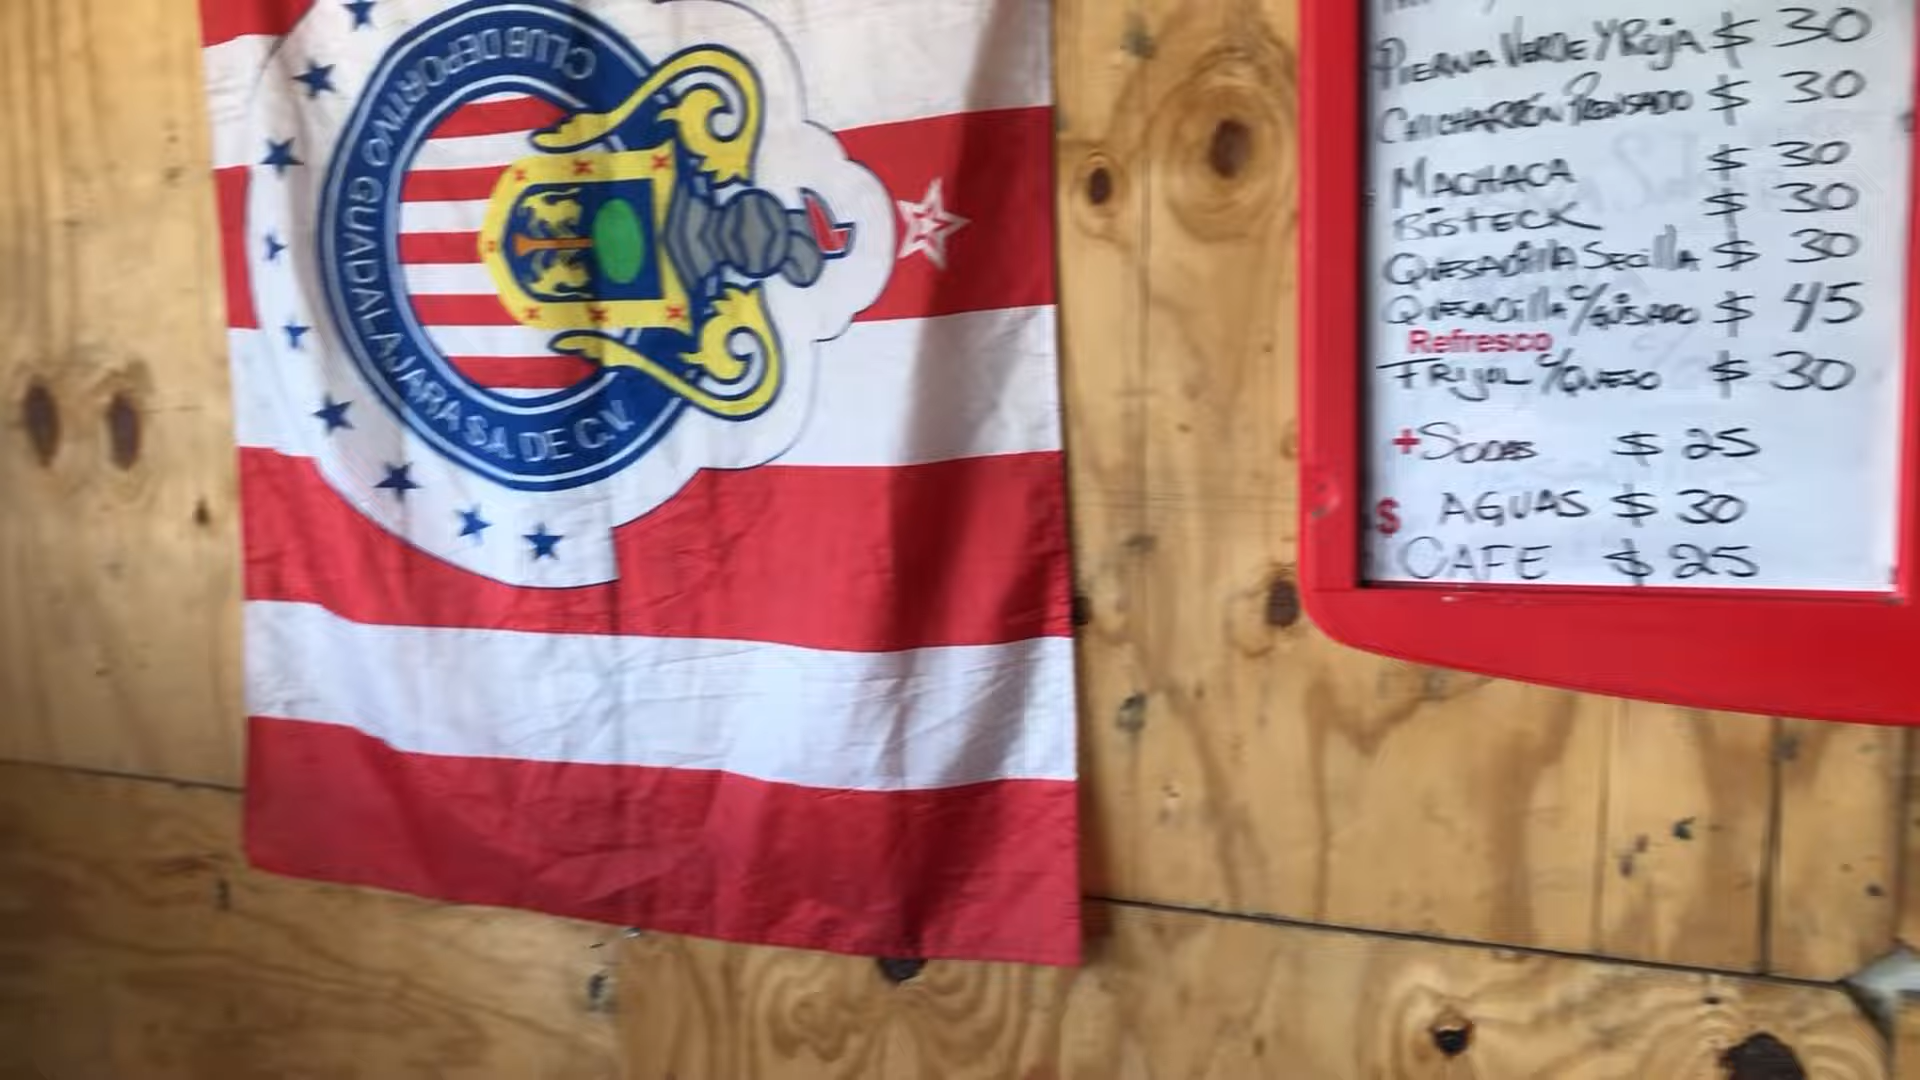 CLUB DEPORTIVO GUADALAJARA S.A. DE C.V.
PIERNA VERDE Y ROJA $ 30
CHICHARRÓN PRENSADO $ 30
MACHACA $ 30
BISTECK $ 30
QUESADILLA SECILLA $ 30
QUESADILLA C/GUISADO $ 45
Refresco
FRIJOL C/QUESO $ 30
+SODAS $ 25
$ AGUAS $ 30
CAFE $ 25